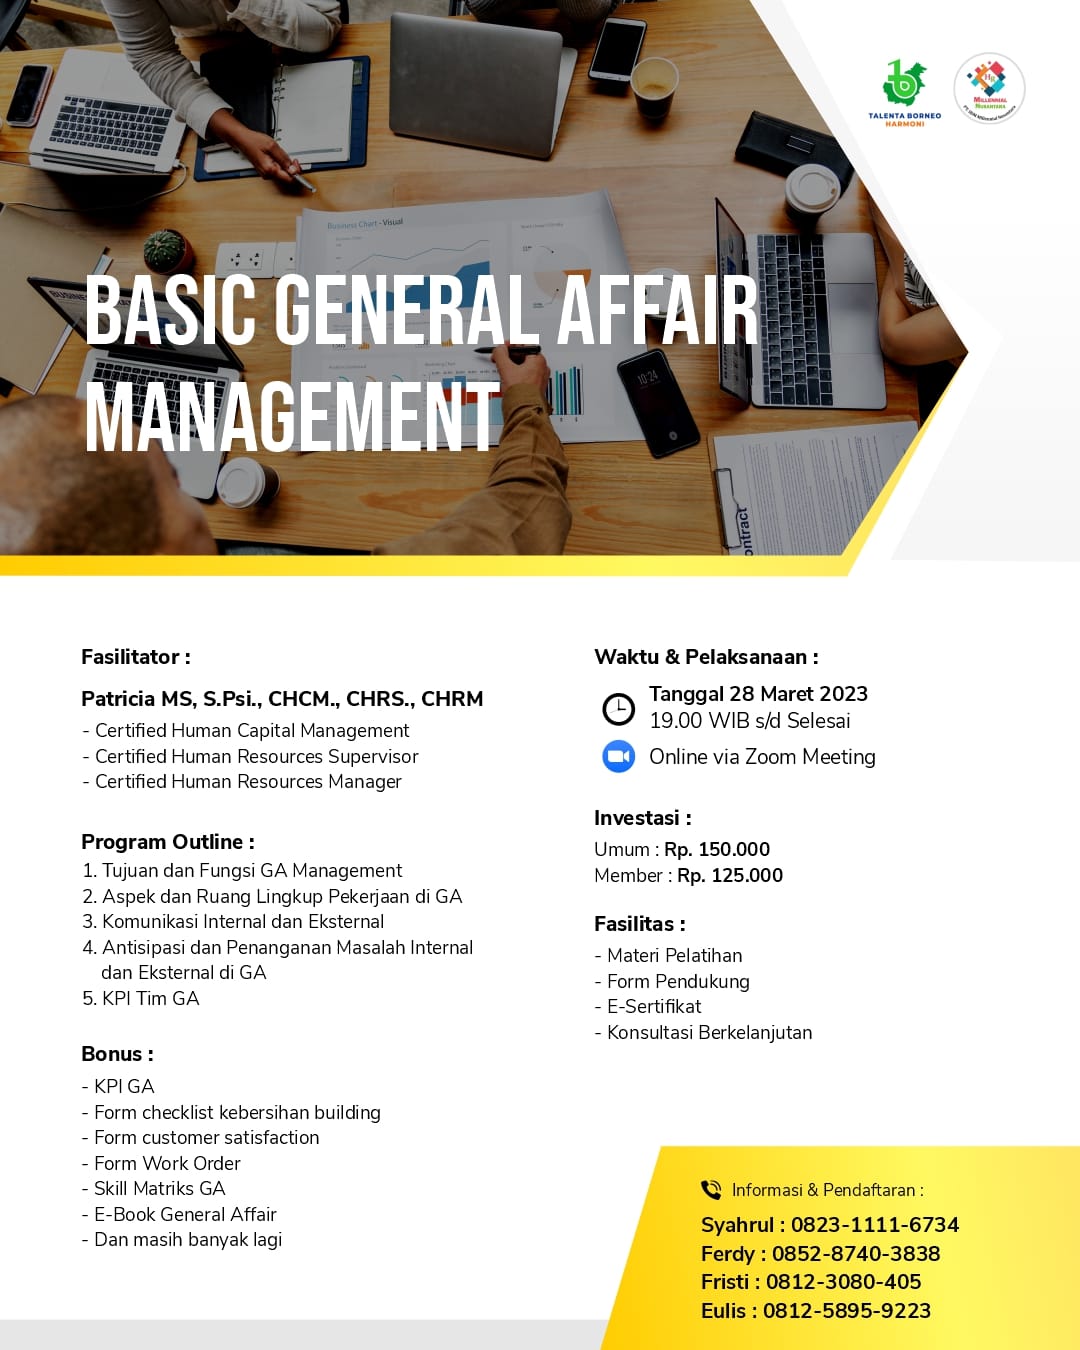 TALENTA BORNEO
HARMONI
HR
MILLENNIAL
NUSANTARA
Business Chart - Visual
BASIC GENERAL AFFAIR
MANAGEMENT
10:24
ontract
Fasilitator :
Patricia MS, S.Psi., CHCM., CHRS., CHRM
- Certified Human Capital Management
- Certified Human Resources Supervisor
- Certified Human Resources Manager
Program Outline :
1. Tujuan dan Fungsi GA Management
2. Aspek dan Ruang Lingkup Pekerjaan di GA
3. Komunikasi Internal dan Eksternal
4. Antisipasi dan Penanganan Masalah Internal
dan Eksternal di GA
5. KPI Tim GA
Bonus :
- KPI GA
- Form checklist kebersihan building
- Form customer satisfaction
- Form Work Order
- Skill Matriks GA
- E-Book General Affair
- Dan masih banyak lagi
Waktu & Pelaksanaan :
Tanggal 28 Maret 2023
19.00 WIB s/d Selesai
Online via Zoom Meeting
Investasi :
Umum : Rp. 150.000
Member : Rp. 125.000
Fasilitas :
- Materi Pelatihan
- Form Pendukung
- E-Sertifikat
- Konsultasi Berkelanjutan
Informasi & Pendaftaran :
Syahrul : 0823-1111-6734
Ferdy : 0852-8740-3838
Fristi : 0812-3080-405
Eulis : 0812-5895-9223